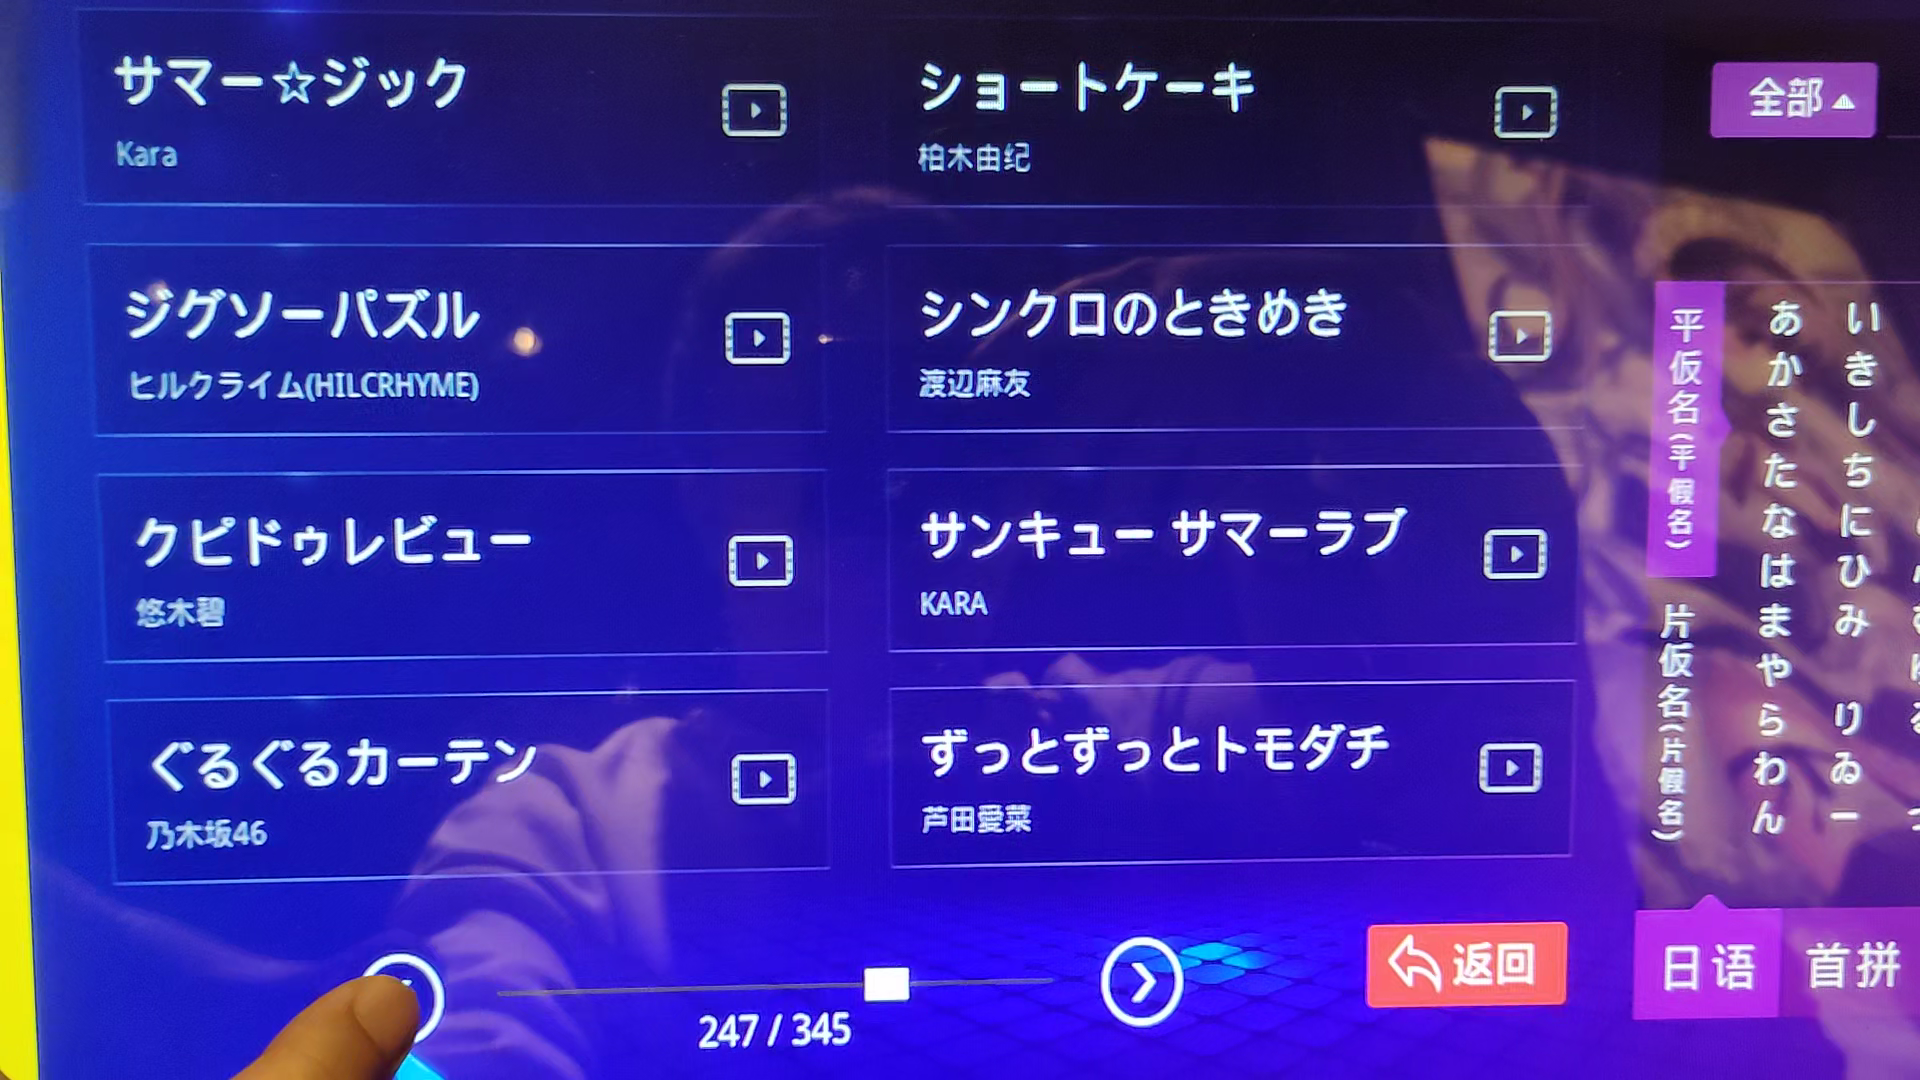 サマー☆ジック
Kara
ショートケーキ
柏木由纪
ジグソーパズル
ヒルクライム(HILCRHYME)
シンクロのときめき
渡辺麻友
クピドゥレビュー
悠木碧
サンキュー サマーラブ
KARA
ぐるぐるカーテン
乃木坂46
ずっとずっとトモダチ
芦田愛菜
247 / 345
返回
全部
平仮名(平假名)
片仮名(片假名)
あかさたなはまやらわん
いきしちにひみ りゐー
日语
首拼